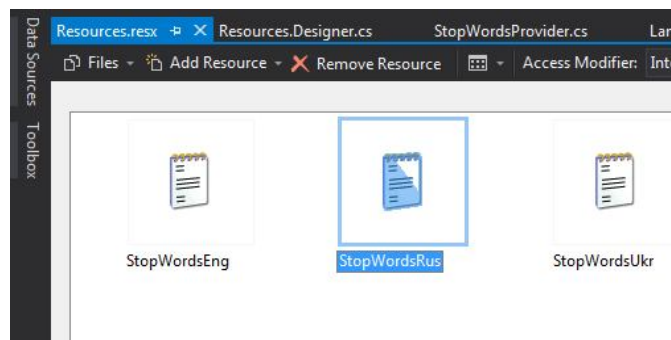 Data Sources
Toolbox
Resources.resx Resources.Designer.cs StopWordsProvider.cs
Files Add Resource Remove Resource Access Modifier:
StopWordsEng StopWordsRus StopWordsUkr